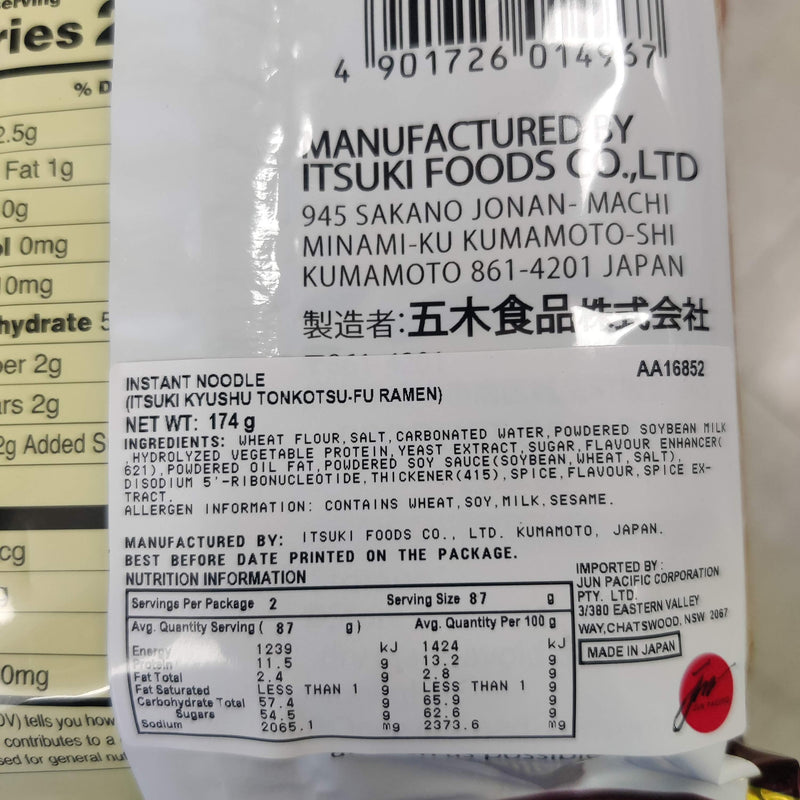 ries 2
% D
2.5g
Fat 1g
0g
ol 0mg
0mg
hydrate 5
er 2g
rs 2g
2g Added S
cg
0mg
DV) tells you how
contributes to a
sed for general nu
4 901726 014967
MANUFACTURED BY
ITSUKI FOODS CO.,LTD
945 SAKANO JONAN- MACHI
MINAMI-KU KUMAMOTO-SHI
KUMAMOTO 861-4201 JAPAN
製造者:五木食品株式会社
INSTANT NOODLE
AA16852
(ITSUKI KYUSHU TONKOTSU-FU RAMEN)
NET WT: 174 g
INGREDIENTS: WHEAT FLOUR, SALT, CARBONATED WATER, POWDERED SOYBEAN MILK
, HYDROLYZED VEGETABLE PROTEIN, YEAST EXTRACT, SUGAR, FLAVOUR ENHANCER(
621), POWDERED OIL FAT, POWDERED SOY SAUCE(SOYBEAN, WHEAT, SALT),
DISODIUM 5'-RIBONUCLEOTIDE, THICKENER(415), SPICE, FLAVOUR, SPICE EX-
TRACT.
ALLERGEN INFORMATION: CONTAINS WHEAT, SOY, MILK, SESAME.
MANUFACTURED BY: ITSUKI FOODS CO., LTD. KUMAMOTO, JAPAN.
BEST BEFORE DATE PRINTED ON THE PACKAGE.
NUTRITION INFORMATION
Servings Per Package 2 Serving Size 87 g
Avg. Quantity Serving ( 87 g) Avg. Quantity Per 100 g
Energy 1239 kJ 1424 kJ
Protein 11.5 g 13.2 g
Fat Total 2.4 g 2.8 g
Fat Saturated LESS THAN 1 g LESS THAN 1 g
Carbohydrate Total 57.4 g 65.9 g
Sugars 54.5 g 62.6 g
Sodium 2065.1 mg 2373.6 mg
IMPORTED BY:
JUN PACIFIC CORPORATION
PTY. LTD.
3/380 EASTERN VALLEY
WAY, CHATSWOOD, NSW 2067
MADE IN JAPAN
JUN PACIFIC